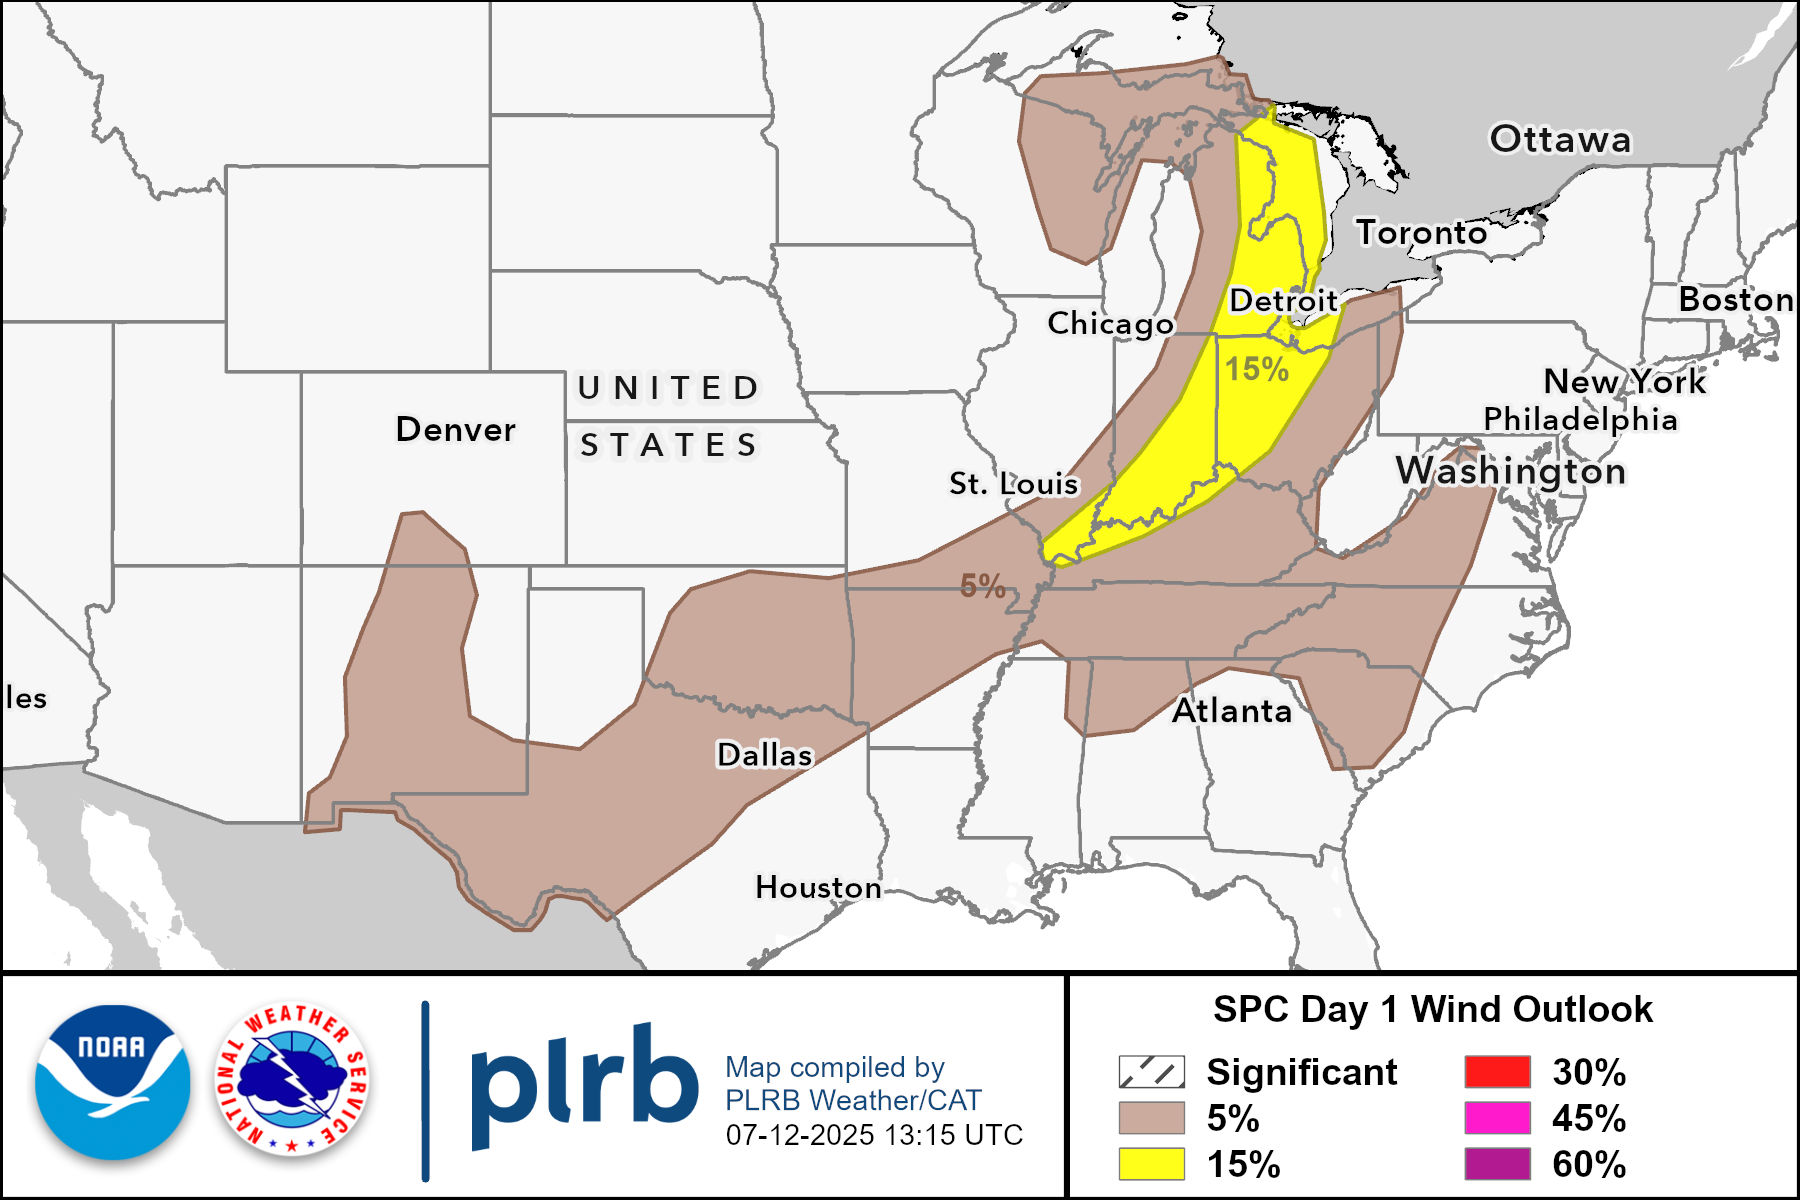 Ottawa
Toronto
Detroit
Boston
Chicago
15%
UNITED
New York
Denver
Philadelphia
STATES
Washington
St. Louis
5%
les
Atlanta
Dallas
Houston
NOAA
NATIONAL WEATHER SERVICE
plrb
Map compiled by
PLRB Weather/CAT
07-12-2025 13:15 UTC
SPC Day 1 Wind Outlook
Significant
5%
15%
30%
45%
60%